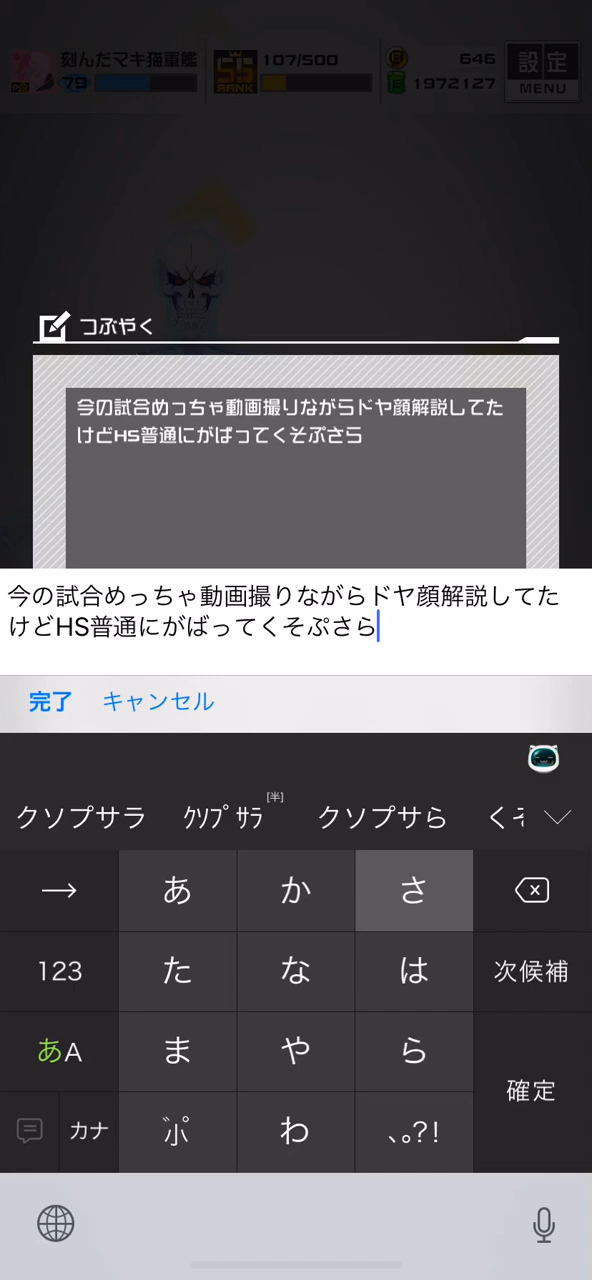 刻んだマキ猫軍艦
79
S5
RANK
107/500
646
1972127
設定
MENU
つぶやく
今の試合めっちゃ動画撮りながらドヤ顔解説してた
けどHS普通にがばってくそぷさら
今の試合めっちゃ動画撮りながらドヤ顔解説してた
けどHS普通にがばってくそぷさら
完了 キャンセル
クソプサラ ｸｿﾌﾟｻﾗ [半] クソプサら くそ
→ あ か さ
123 た な は 次候補
あA ま や ら
確定
カナ 小゛゜ わ 、。?!